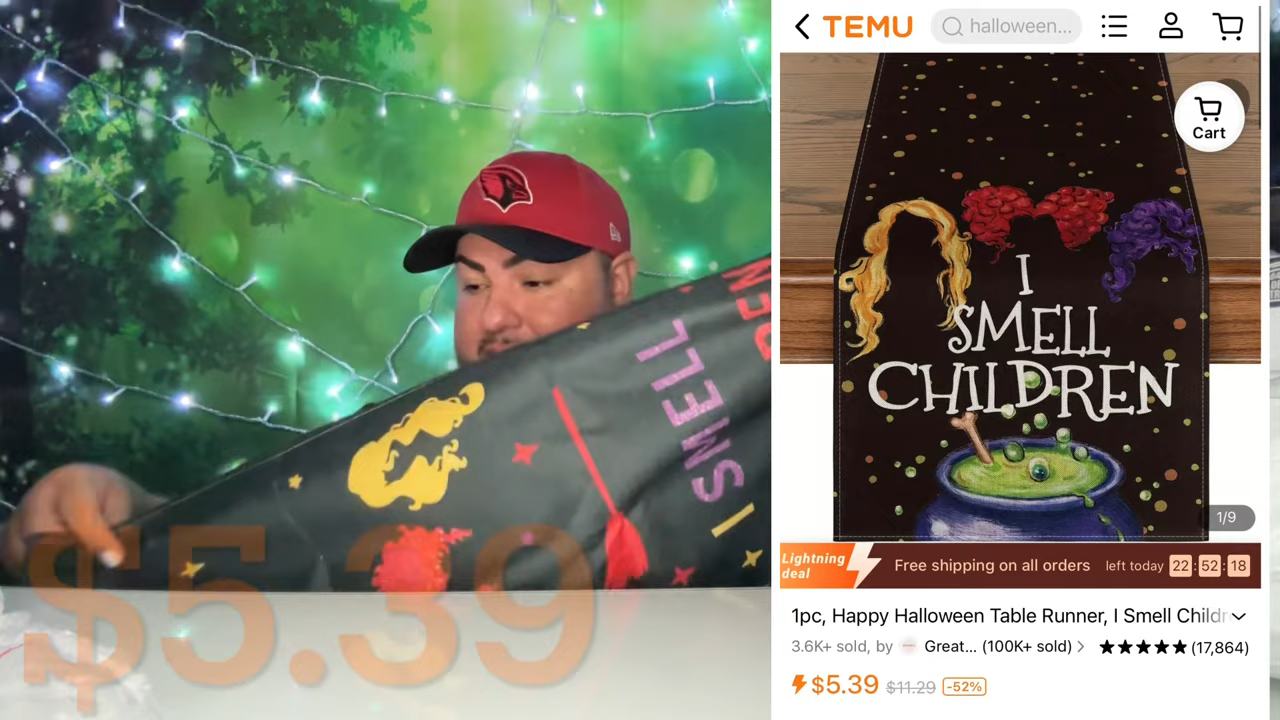 TEMU
halloween...
Cart
I
SMELL
CHILDREN
1/9
Lightning
deal
Free shipping on all orders
left today 22:52:18
1pc, Happy Halloween Table Runner, I Smell Childr
3.6K+ sold, by Great... (100K+ sold)
(17,864)
$5.39 $11.29 -52%
I SMELL
$5.39